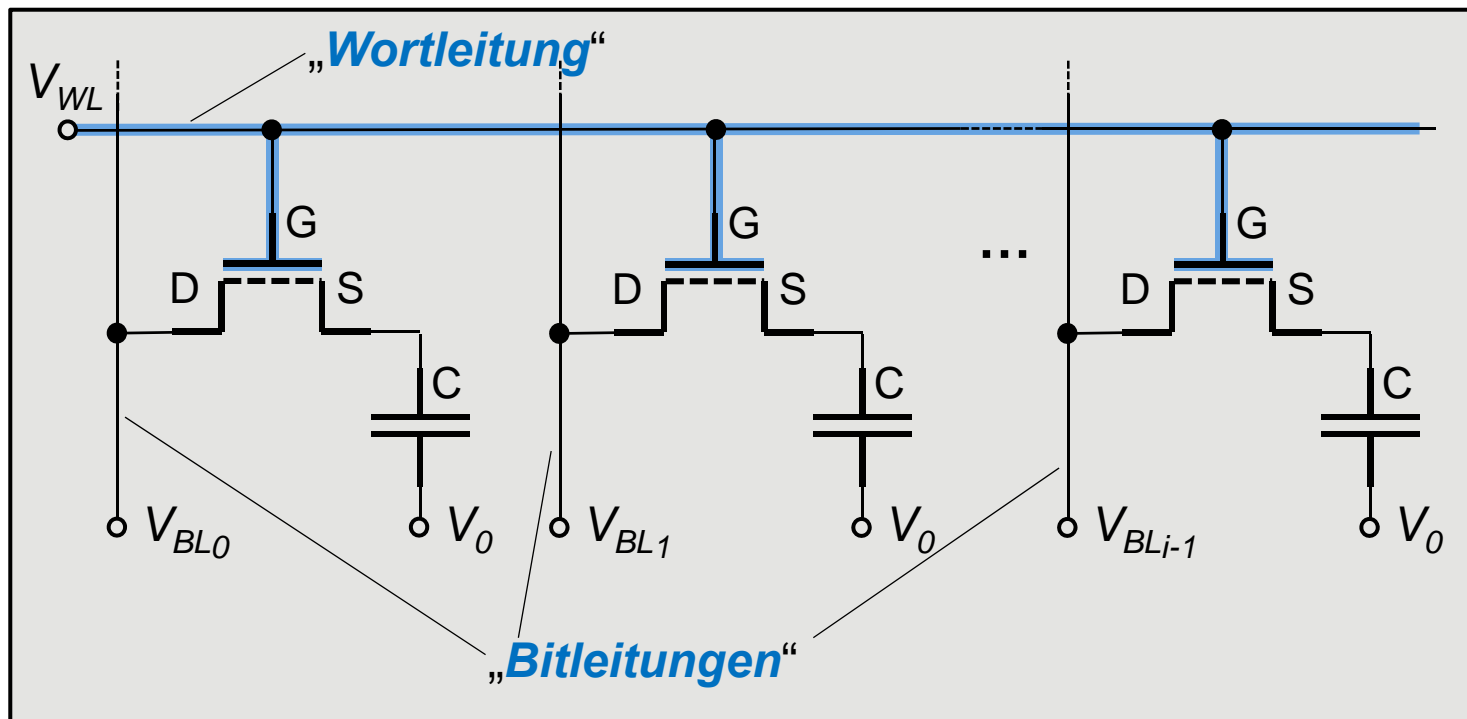 „Wortleitung“
V_WL
G G G
D S D S … D S
C C C
V_BL0 V_0 V_BL1 V_0 V_BLi-1 V_0
„Bitleitungen“